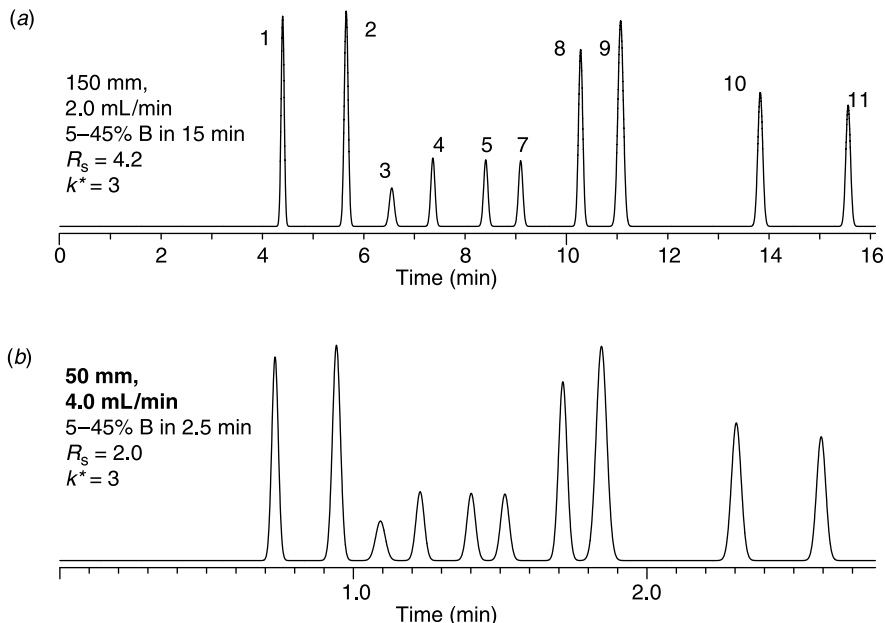 (a)
150 mm,
2.0 mL/min
5–45% B in 15 min
Rs = 4.2
k* = 3
1
2
3
4
5
7
8
9
10
11
0 2 4 6 8 10 12 14 16
Time (min)
(b)
50 mm,
4.0 mL/min
5–45% B in 2.5 min
Rs = 2.0
k* = 3
1.0 2.0
Time (min)